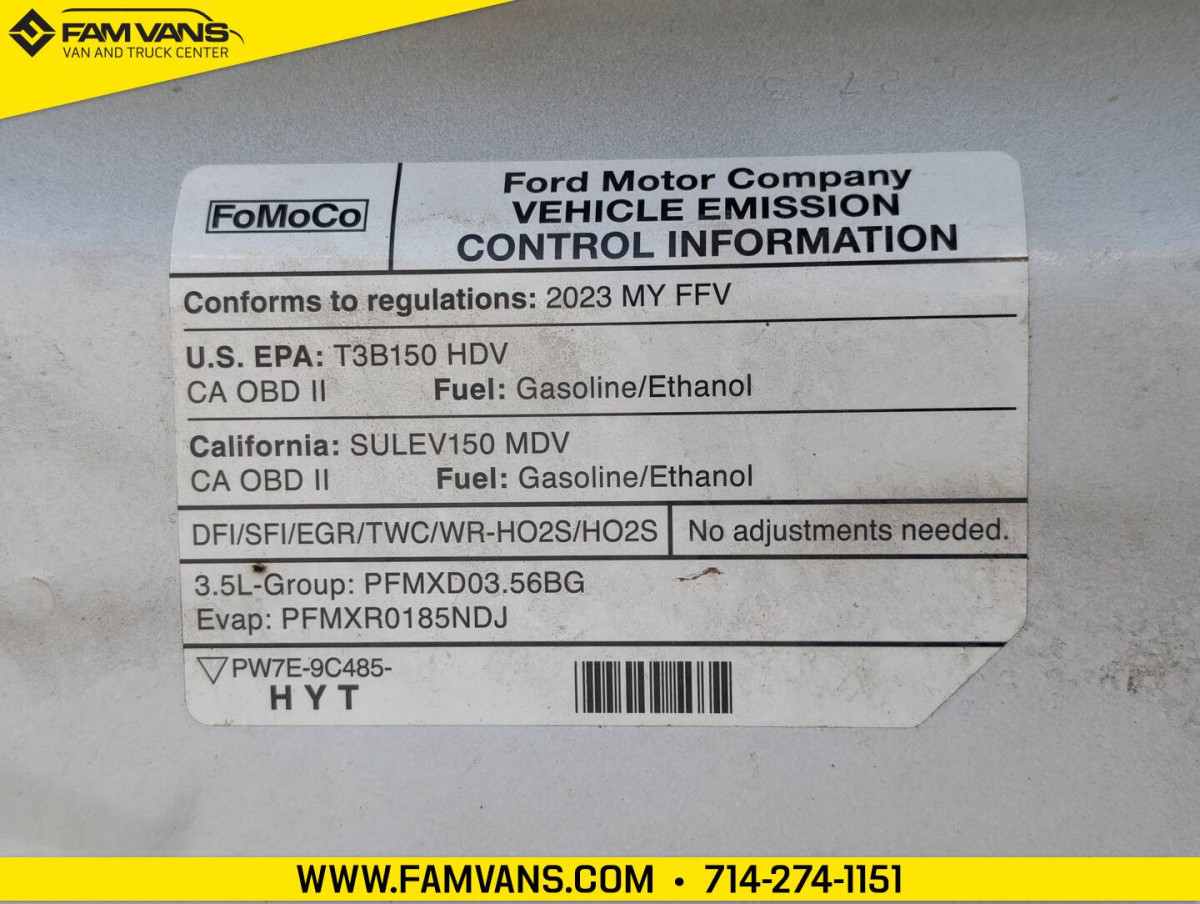 FAM VANS
VAN AND TRUCK CENTER
FoMoCo
Ford Motor Company
VEHICLE EMISSION
CONTROL INFORMATION
Conforms to regulations: 2023 MY FFV
U.S. EPA: T3B150 HDV
CA OBD II Fuel: Gasoline/Ethanol
California: SULEV150 MDV
CA OBD II Fuel: Gasoline/Ethanol
DFI/SFI/EGR/TWC/WR-HO2S/HO2S No adjustments needed.
3.5L-Group: PFMXD03.56BG
Evap: PFMXR0185NDJ
PW7E-9C485-
HYT
WWW.FAMVANS.COM • 714-274-1151